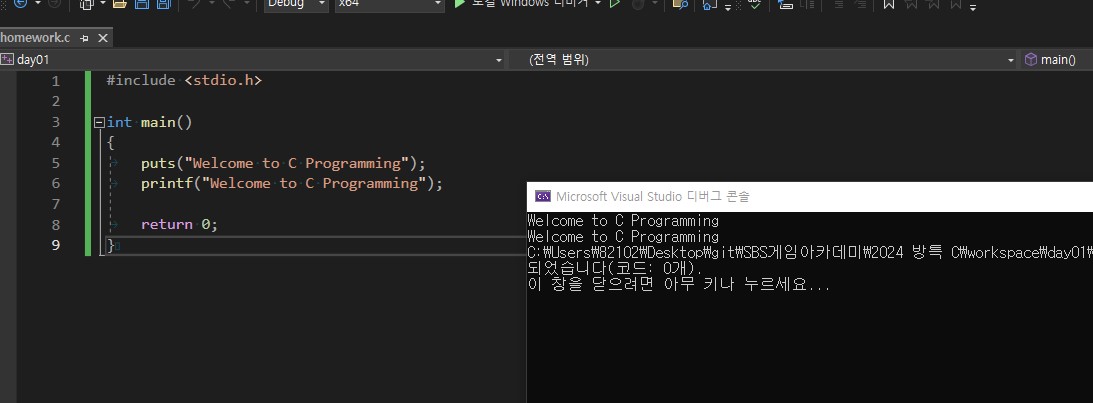 Debug x64 로컬 Windows 디버거
homework.c
day01 (전역 범위) main()
1 #include <stdio.h>
2
3 int main()
4 {
5 puts("Welcome to C Programming");
6 printf("Welcome to C Programming");
7
8 return 0;
9 }
Microsoft Visual Studio 디버그 콘솔
Welcome to C Programming
Welcome to C Programming
C:₩Users₩82102₩Desktop₩git₩SBS게임아카데미₩2024 방특 C₩workspace₩day01₩
되었습니다(코드: 0개).
이 창을 닫으려면 아무 키나 누르세요...